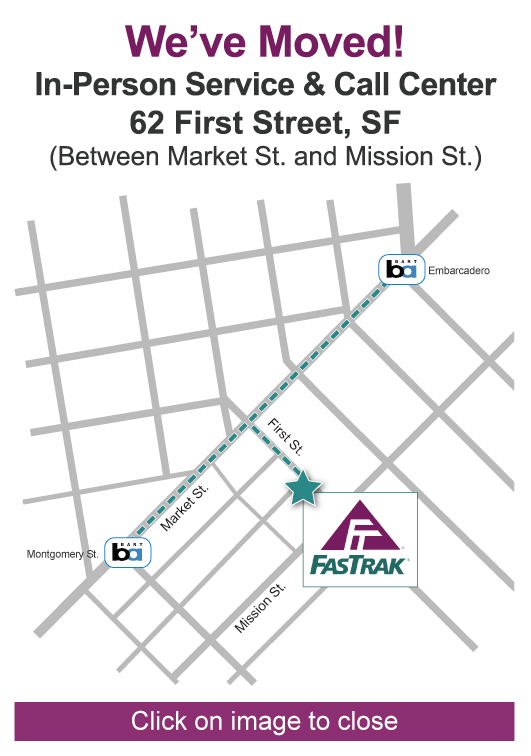 We've Moved!
In-Person Service & Call Center
62 First Street, SF
(Between Market St. and Mission St.)
BART
ba Embarcadero
First St.
Market St.
Montgomery St.
BART
ba
FT
FASTRAK®
Mission St.
Click on image to close